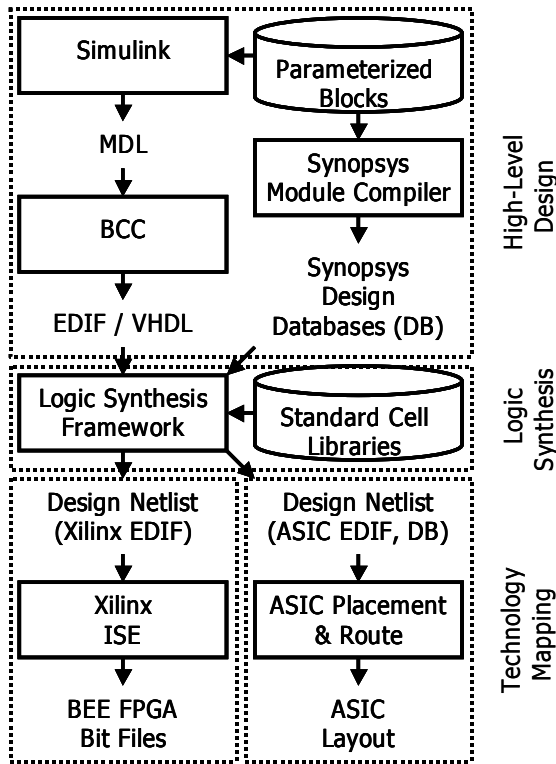 Simulink
Parameterized
Blocks
MDL
Synopsys
Module Compiler
BCC
Synopsys
Design
Databases (DB)
EDIF / VHDL
High-Level
Design
Logic Synthesis
Framework
Standard Cell
Libraries
Logic
Synthesis
Design Netlist
(Xilinx EDIF)
Design Netlist
(ASIC EDIF, DB)
Xilinx
ISE
ASIC Placement
& Route
BEE FPGA
Bit Files
ASIC
Layout
Technology
Mapping